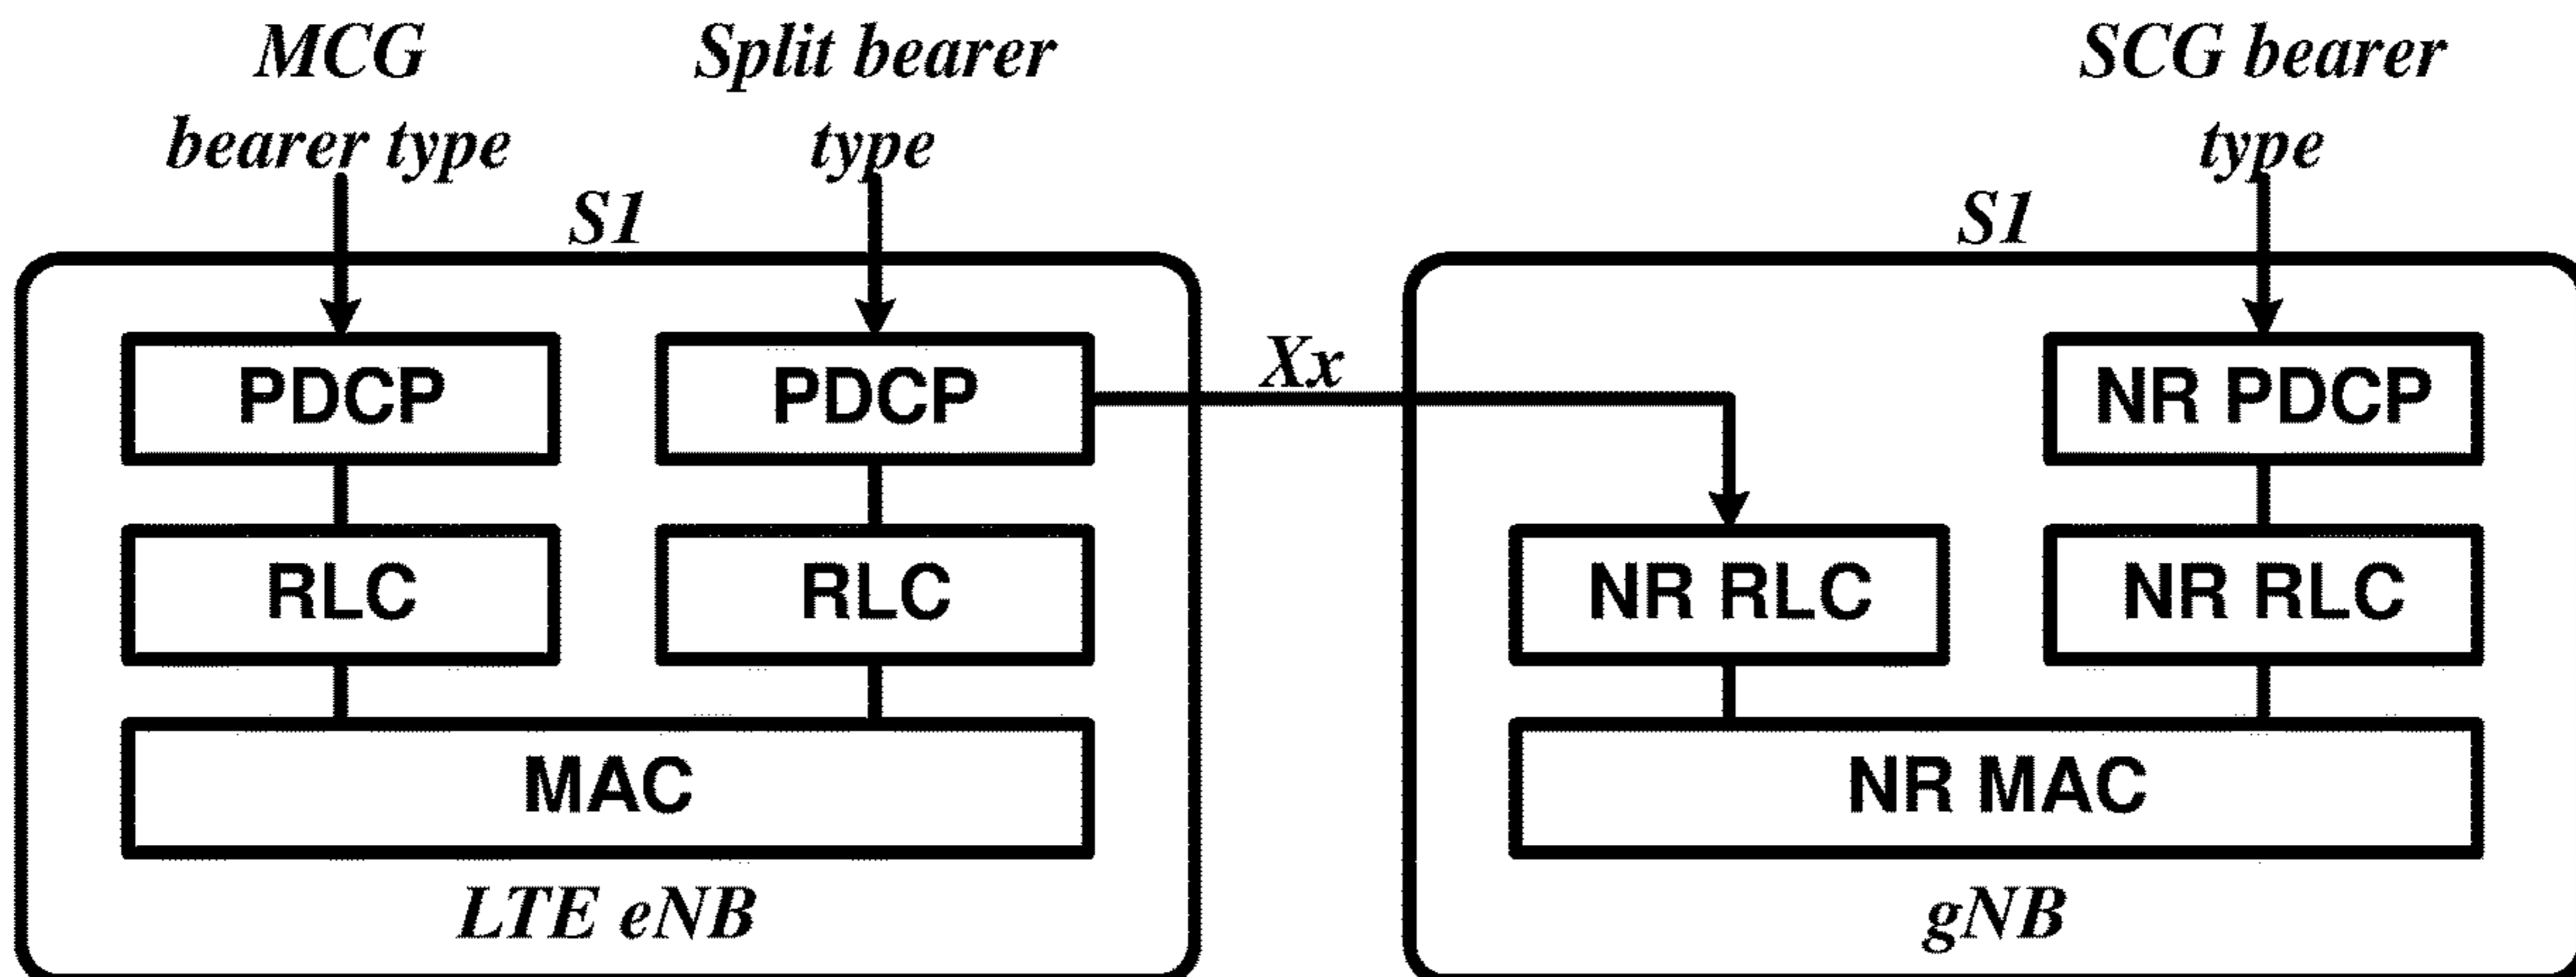 MCG
bearer type
Split bearer
type
SCG bearer
type
S1
S1
Xx
PDCP
PDCP
NR PDCP
RLC
RLC
NR RLC
NR RLC
MAC
NR MAC
LTE eNB
gNB